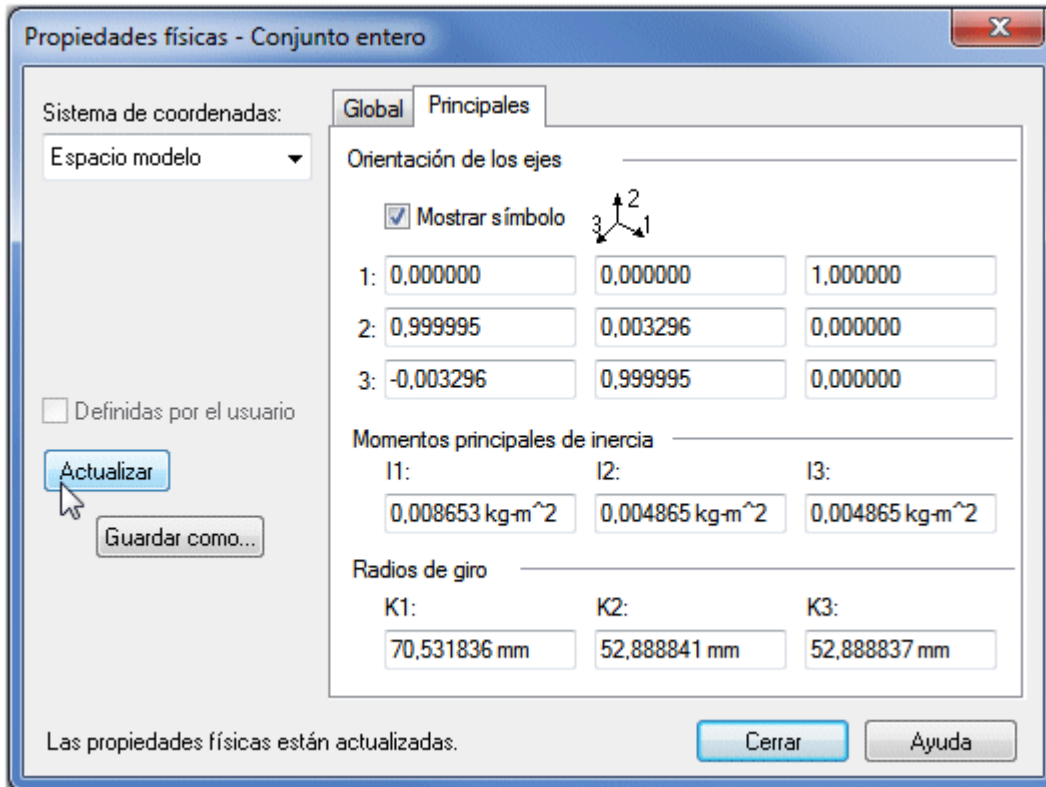 Propiedades físicas - Conjunto entero
Sistema de coordenadas:
Espacio modelo
Definidas por el usuario
Actualizar
Guardar como...
Global Principales
Orientación de los ejes
Mostrar símbolo 2 3 1
1: 0,000000 0,000000 1,000000
2: 0,999995 0,003296 0,000000
3: -0,003296 0,999995 0,000000
Momentos principales de inercia
I1: I2: I3:
0,008653 kg-m^2 0,004865 kg-m^2 0,004865 kg-m^2
Radios de giro
K1: K2: K3:
70,531836 mm 52,888841 mm 52,888837 mm
Las propiedades físicas están actualizadas.
Cerrar Ayuda